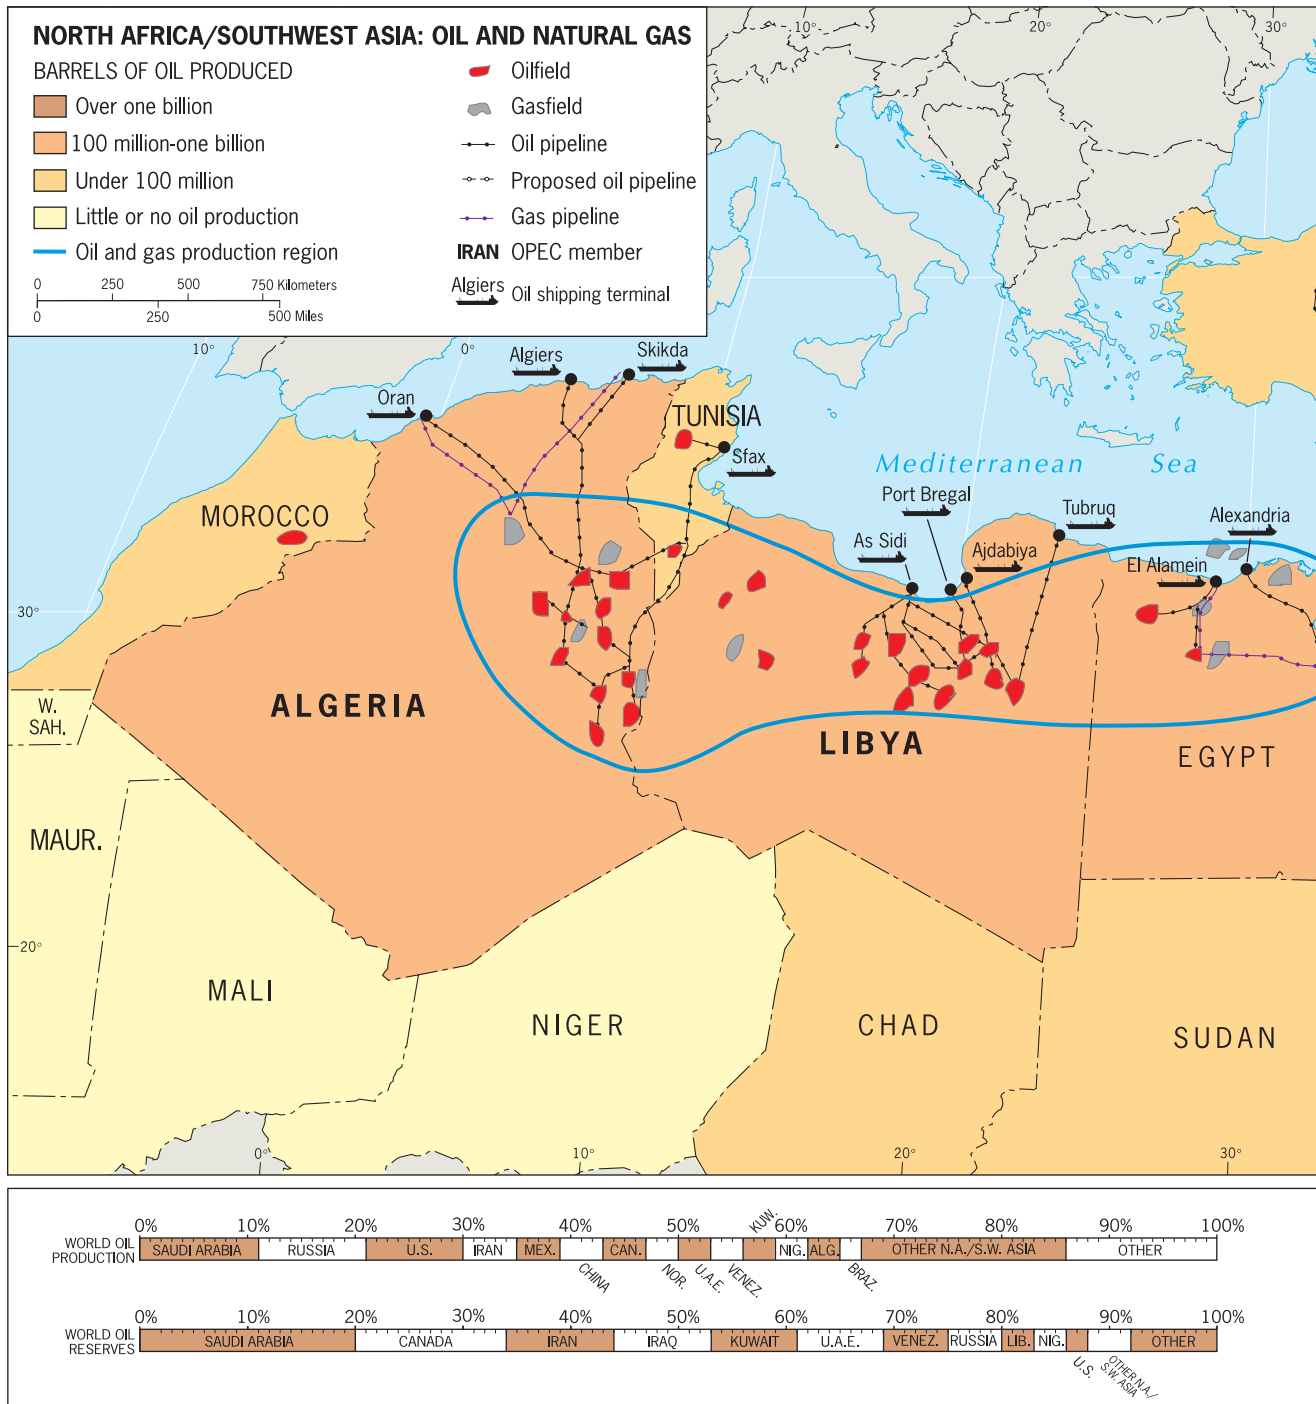 NORTH AFRICA/SOUTHWEST ASIA: OIL AND NATURAL GAS
BARRELS OF OIL PRODUCED
Over one billion
100 million-one billion
Under 100 million
Little or no oil production
Oil and gas production region
0 250 500 750 Kilometers
0 250 500 Miles
Oilfield
Gasfield
Oil pipeline
Proposed oil pipeline
Gas pipeline
IRAN OPEC member
Algiers Oil shipping terminal
10° 20° 30°
10° 0°
Algiers
Skikda
Oran
TUNISIA
Sfax
Mediterranean Sea
Port Bregal
Tubruq
Alexandria
As Sidi
Ajdabiya
El Alamein
MOROCCO
30°
W. SAH.
ALGERIA
LIBYA
EGYPT
MAUR.
20°
MALI
NIGER
CHAD
SUDAN
0° 10° 20° 30°
0% 10% 20% 30% 40% 50% 60% 70% 80% 90% 100%
WORLD OIL PRODUCTION
SAUDI ARABIA RUSSIA U.S. IRAN MEX. CHINA CAN. NOR. U.A.E. VENEZ. KUW. NIG. ALG. BRAZ. OTHER N.A./S.W. ASIA OTHER
0% 10% 20% 30% 40% 50% 60% 70% 80% 90% 100%
WORLD OIL RESERVES
SAUDI ARABIA CANADA IRAN IRAQ KUWAIT U.A.E. VENEZ. RUSSIA LIB. NIG. U.S. OTHER N.A./S.W. ASIA OTHER